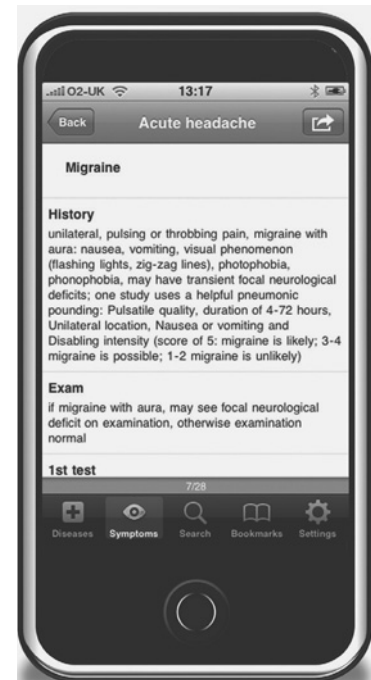 O2-UK 13:17
Back Acute headache
Migraine
History
unilateral, pulsing or throbbing pain, migraine with
aura: nausea, vomiting, visual phenomenon
(flashing lights, zig-zag lines), photophobia,
phonophobia, may have transient focal neurological
deficits; one study uses a helpful pneumonic
pounding: Pulsatile quality, duration of 4-72 hours,
Unilateral location, Nausea or vomiting and
Disabling intensity (score of 5: migraine is likely; 3-4
migraine is possible; 1-2 migraine is unlikely)
Exam
if migraine with aura, may see focal neurological
deficit on examination, otherwise examination
normal
1st test
7/28
Diseases Symptoms Search Bookmarks Settings